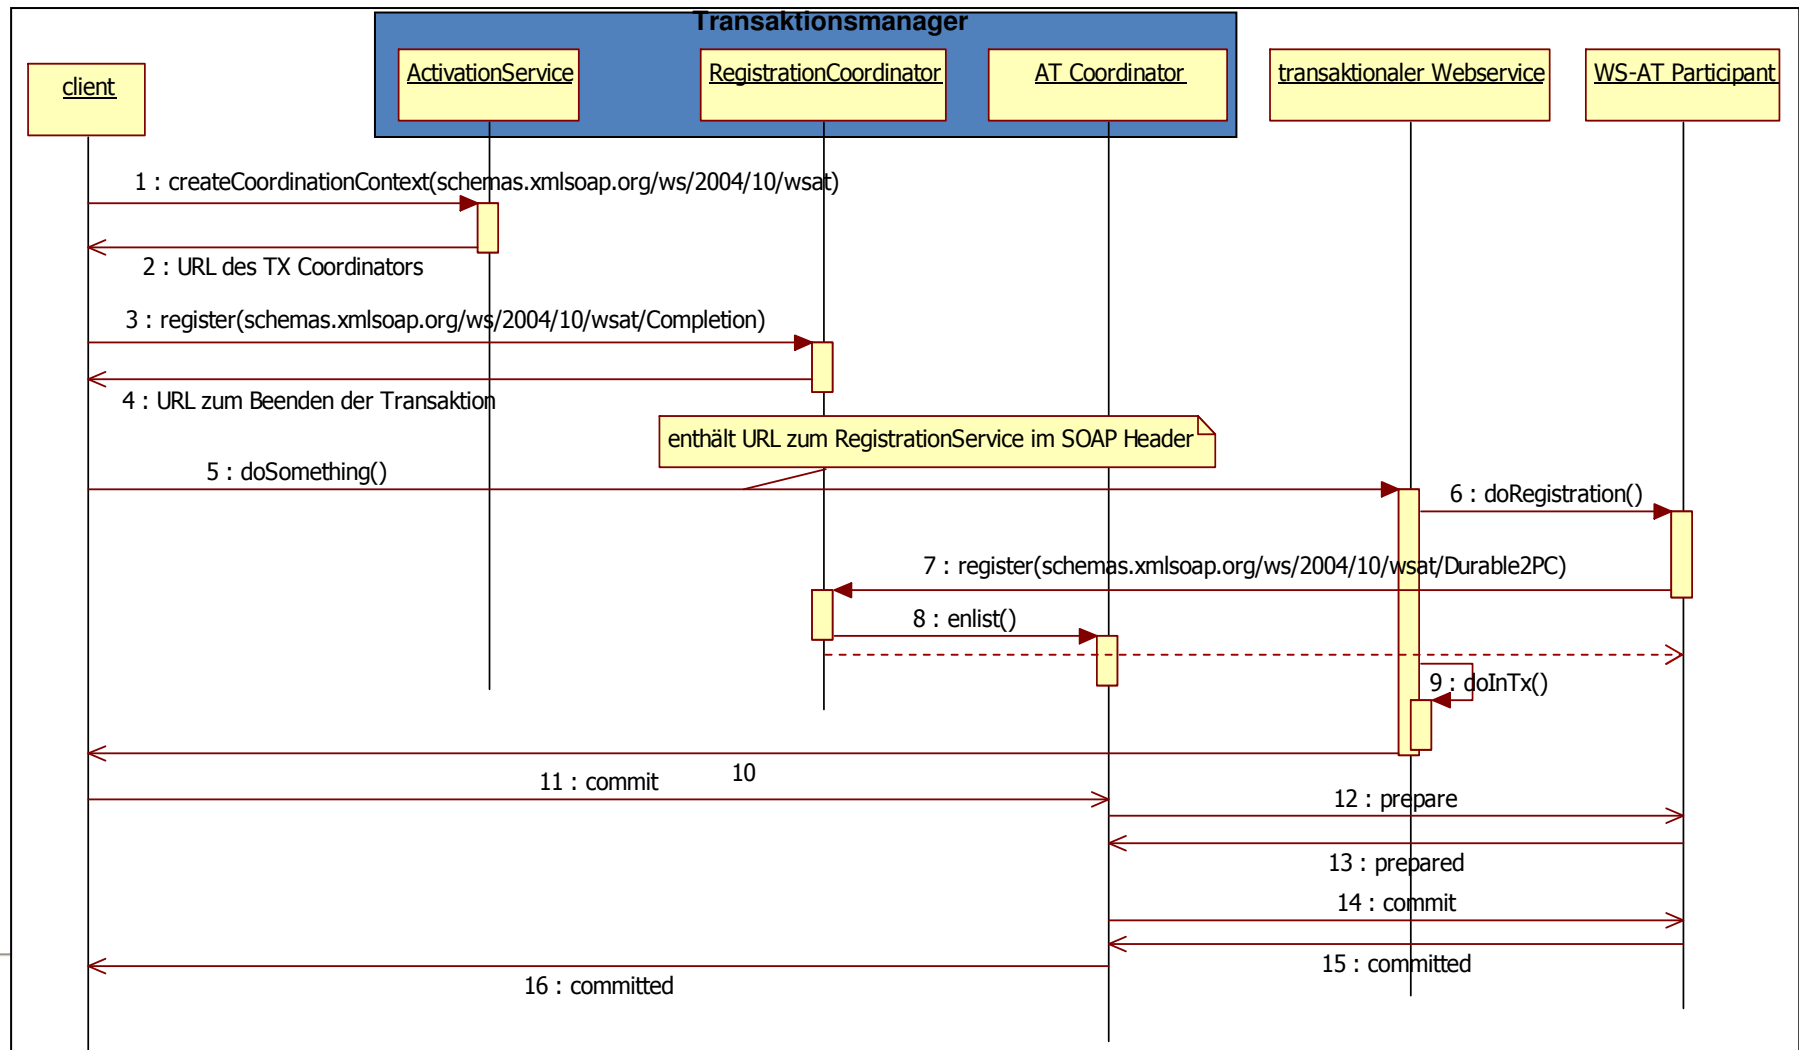 Transaktionsmanager
client
ActivationService
RegistrationCoordinator
AT Coordinator
transaktionaler Webservice
WS-AT Participant
1 : createCoordinationContext(schemas.xmlsoap.org/ws/2004/10/wsat)
2 : URL des TX Coordinators
3 : register(schemas.xmlsoap.org/ws/2004/10/wsat/Completion)
4 : URL zum Beenden der Transaktion
enthält URL zum RegistrationService im SOAP Header
5 : doSomething()
6 : doRegistration()
7 : register(schemas.xmlsoap.org/ws/2004/10/wsat/Durable2PC)
8 : enlist()
9 : doInTx()
10
11 : commit
12 : prepare
13 : prepared
14 : commit
15 : committed
16 : committed